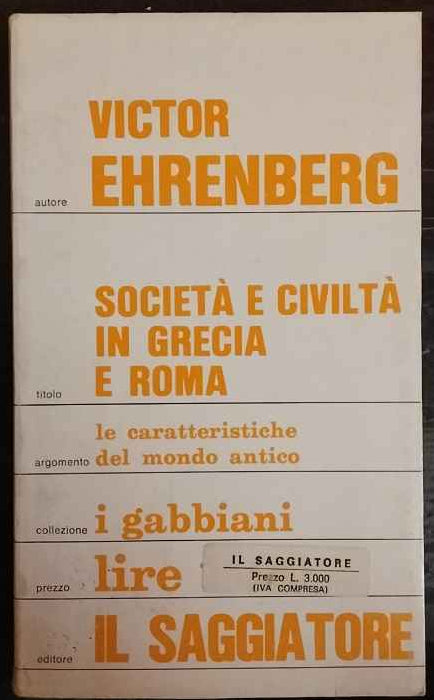 VICTOR
autore EHRENBERG
SOCIETÀ E CIVILTÀ
IN GRECIA
titolo E ROMA
le caratteristiche
argomento del mondo antico
collezione i gabbiani
prezzo lire
IL SAGGIATORE
Prezzo L. 3.000
(IVA COMPRESA)
editore IL SAGGIATORE